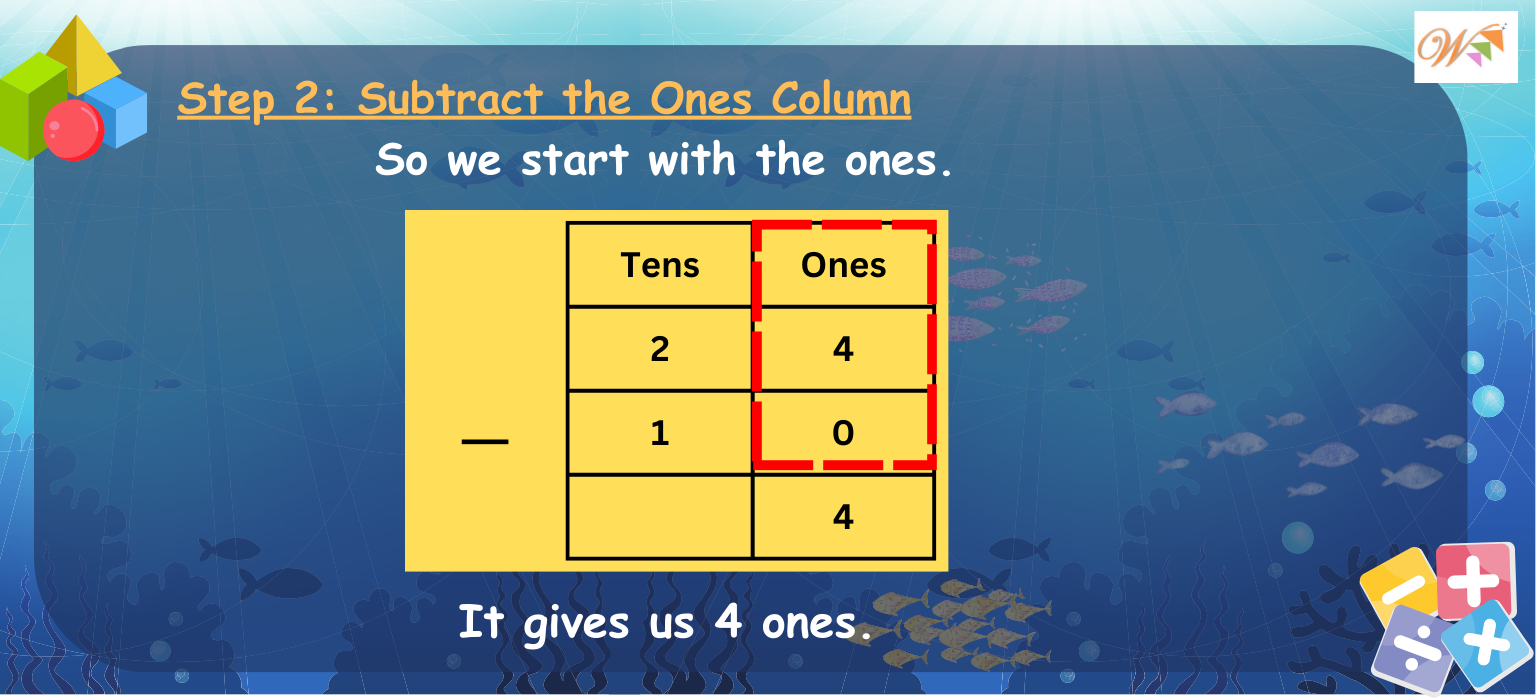 W
Step 2: Subtract the Ones Column
So we start with the ones.
Tens Ones
2 4
— 1 0
4
It gives us 4 ones.